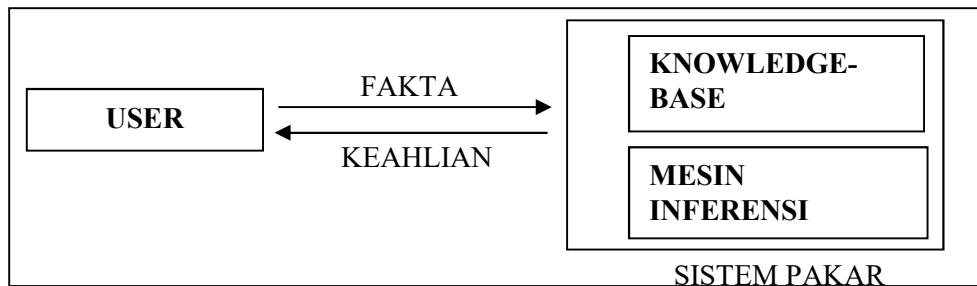 USER
FAKTA
KEAHLIAN
KNOWLEDGE-
BASE
MESIN
INFERENSI
SISTEM PAKAR